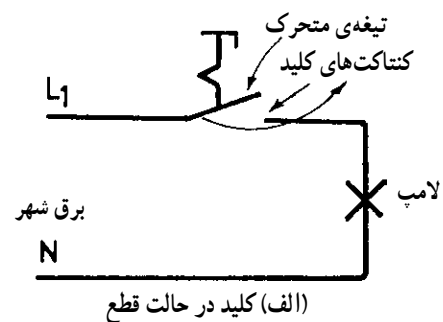 تیغه‌ی متحرک
کنتاکت‌های کلید
L1
لامپ
برق شهر
N
(الف) کلید در حالت قطع